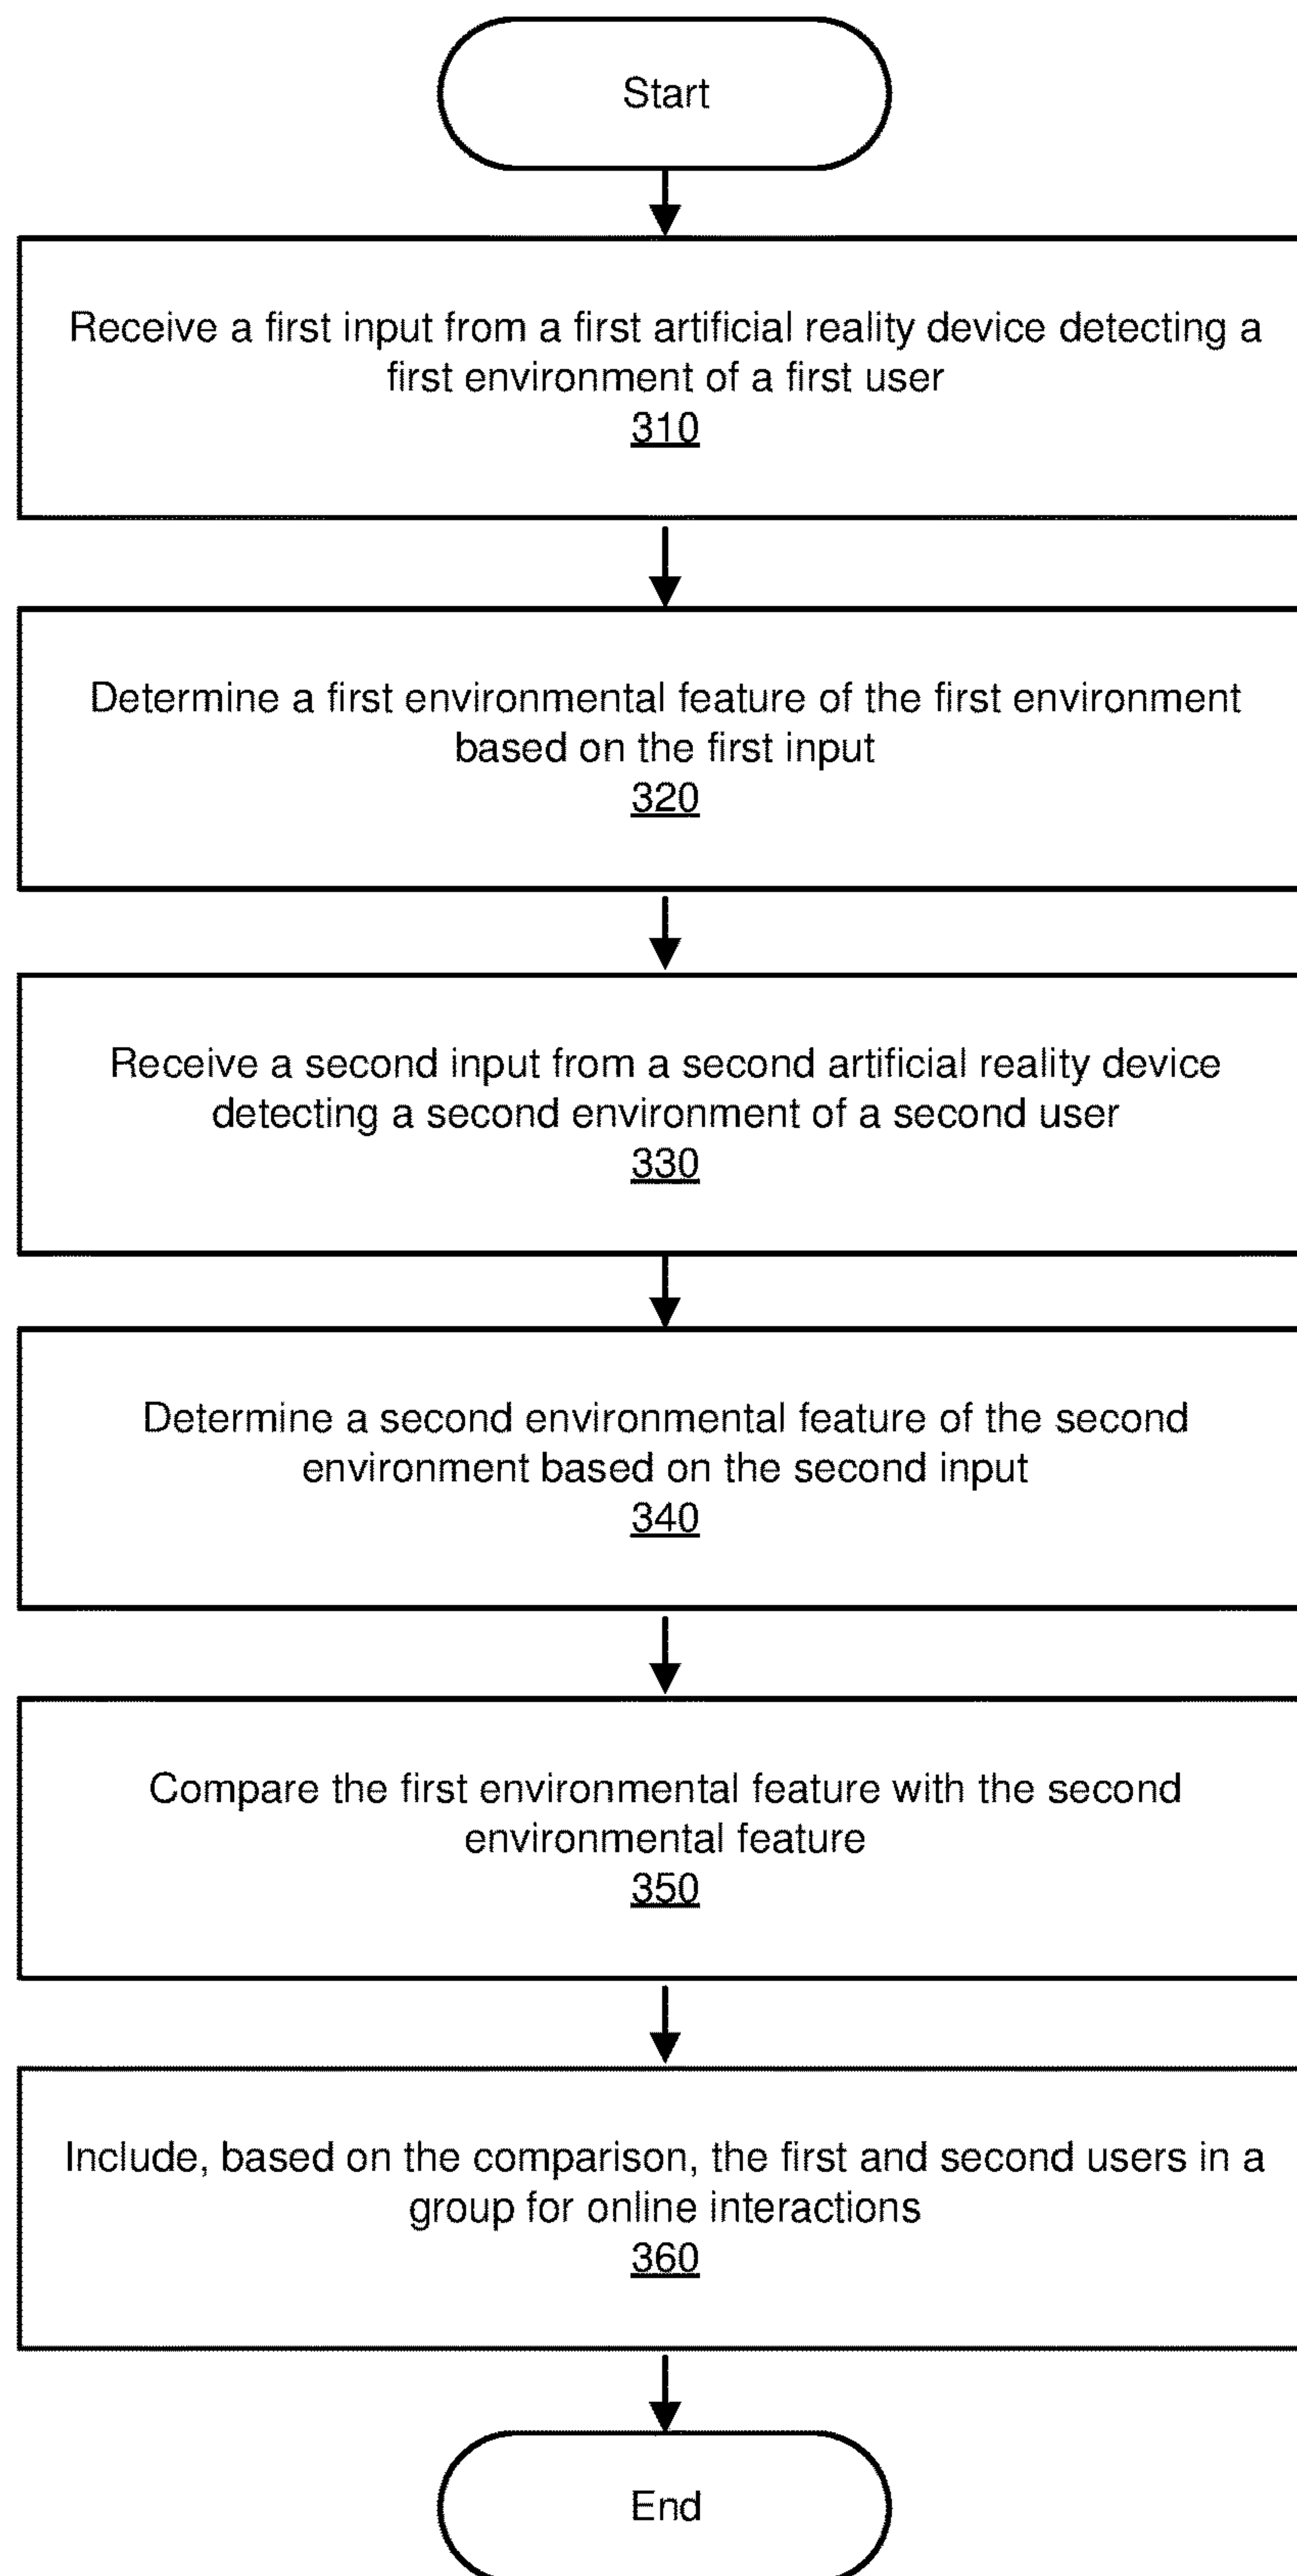 Start
Receive a first input from a first artificial reality device detecting a
first environment of a first user
310
Determine a first environmental feature of the first environment
based on the first input
320
Receive a second input from a second artificial reality device
detecting a second environment of a second user
330
Determine a second environmental feature of the second
environment based on the second input
340
Compare the first environmental feature with the second
environmental feature
350
Include, based on the comparison, the first and second users in a
group for online interactions
360
End